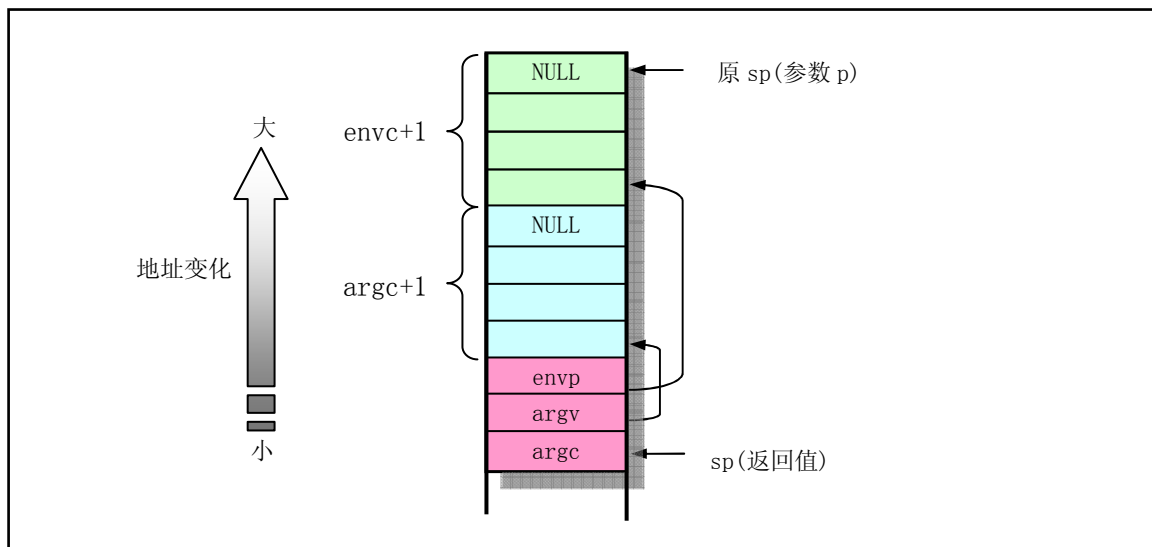 NULL
原 sp(参数 p)
大
envc+1
NULL
地址变化
argc+1
envp
argv
小
argc
sp(返回值)